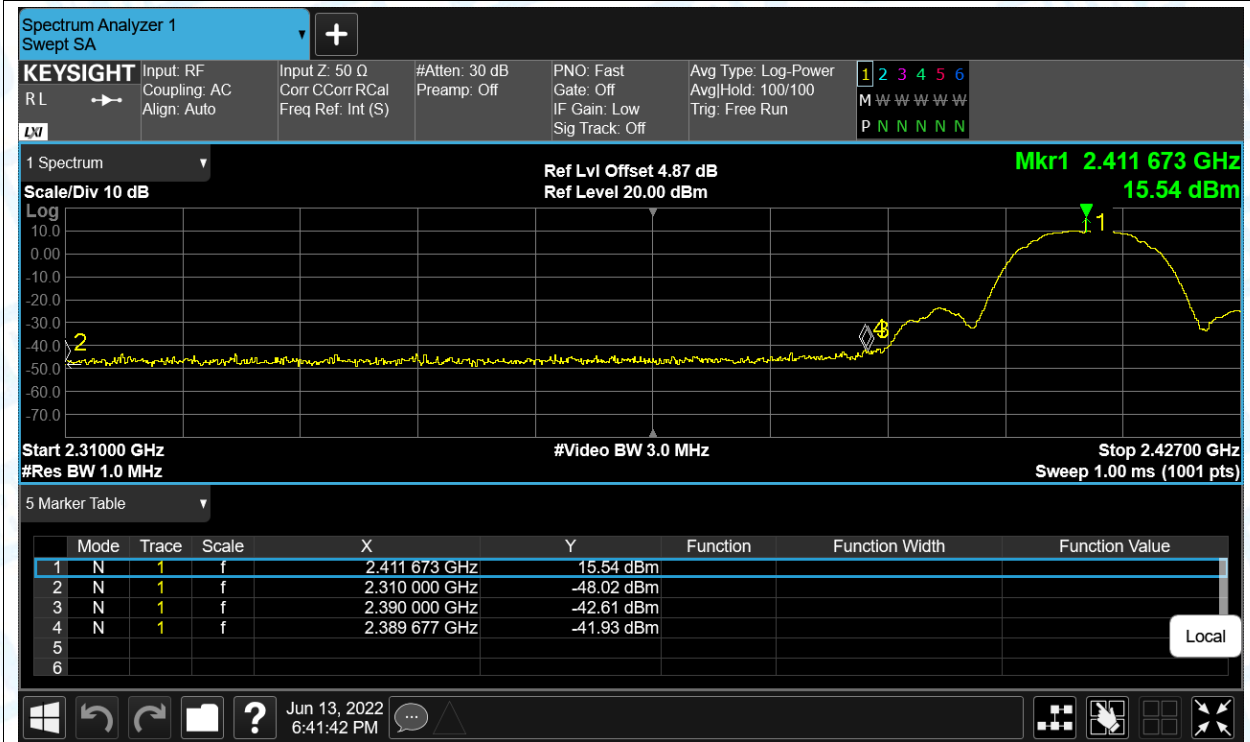 Spectrum Analyzer 1
Swept SA
KEYSIGHT
R L
LXI
Input: RF
Coupling: AC
Align: Auto
Input Z: 50 Ω
Corr CCorr RCal
Freq Ref: Int (S)
#Atten: 30 dB
Preamp: Off
PNO: Fast
Gate: Off
IF Gain: Low
Sig Track: Off
Avg Type: Log-Power
Avg|Hold: 100/100
Trig: Free Run
1 2 3 4 5 6
M W W W W W
P N N N N N
1 Spectrum
Scale/Div 10 dB
Ref Lvl Offset 4.87 dB
Ref Level 20.00 dBm
Mkr1 2.411 673 GHz
15.54 dBm
Log
10.0
0.00
-10.0
-20.0
-30.0
-40.0
-50.0
-60.0
-70.0
2
1
Start 2.31000 GHz
#Res BW 1.0 MHz
#Video BW 3.0 MHz
Stop 2.42700 GHz
Sweep 1.00 ms (1001 pts)
5 Marker Table
Mode Trace Scale X Y Function Function Width Function Value
1 N 1 f 2.411 673 GHz 15.54 dBm
2 N 1 f 2.310 000 GHz -48.02 dBm
3 N 1 f 2.390 000 GHz -42.61 dBm
4 N 1 f 2.389 677 GHz -41.93 dBm
5
6
Local
?
Jun 13, 2022
6:41:42 PM